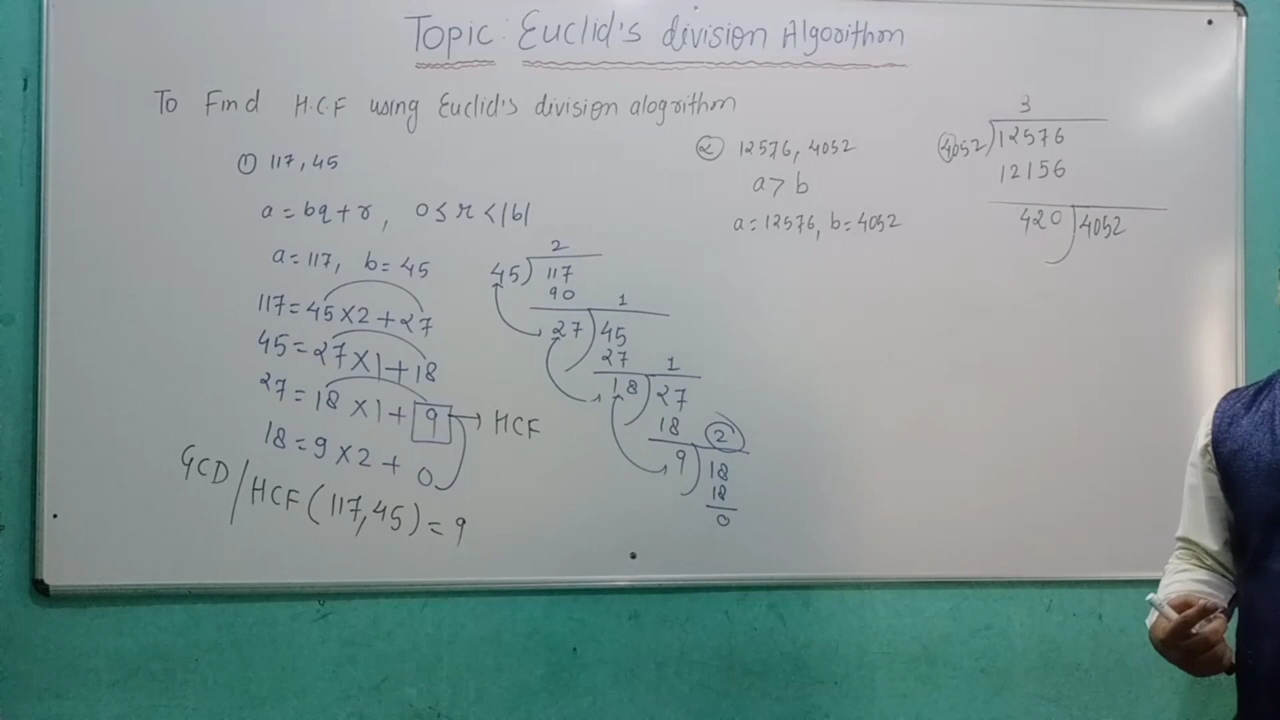 Topic: Euclid's division Algorithm
To Find H.C.F using Euclid's division alogrithm
① 117, 45
a = bq + r, 0 ≤ r < |b|
a = 117, b = 45
117 = 45 × 2 + 27
45 = 27 × 1 + 18
27 = 18 × 1 + 9 → HCF
18 = 9 × 2 + 0
GCD / HCF (117, 45) = 9
2
45) 117
90 1
27) 45
27 1
18) 27
18 2
9) 18
18
0
② 12576, 4052
a > b
a = 12576, b = 4052
3
4052) 12576
12156
420) 4052